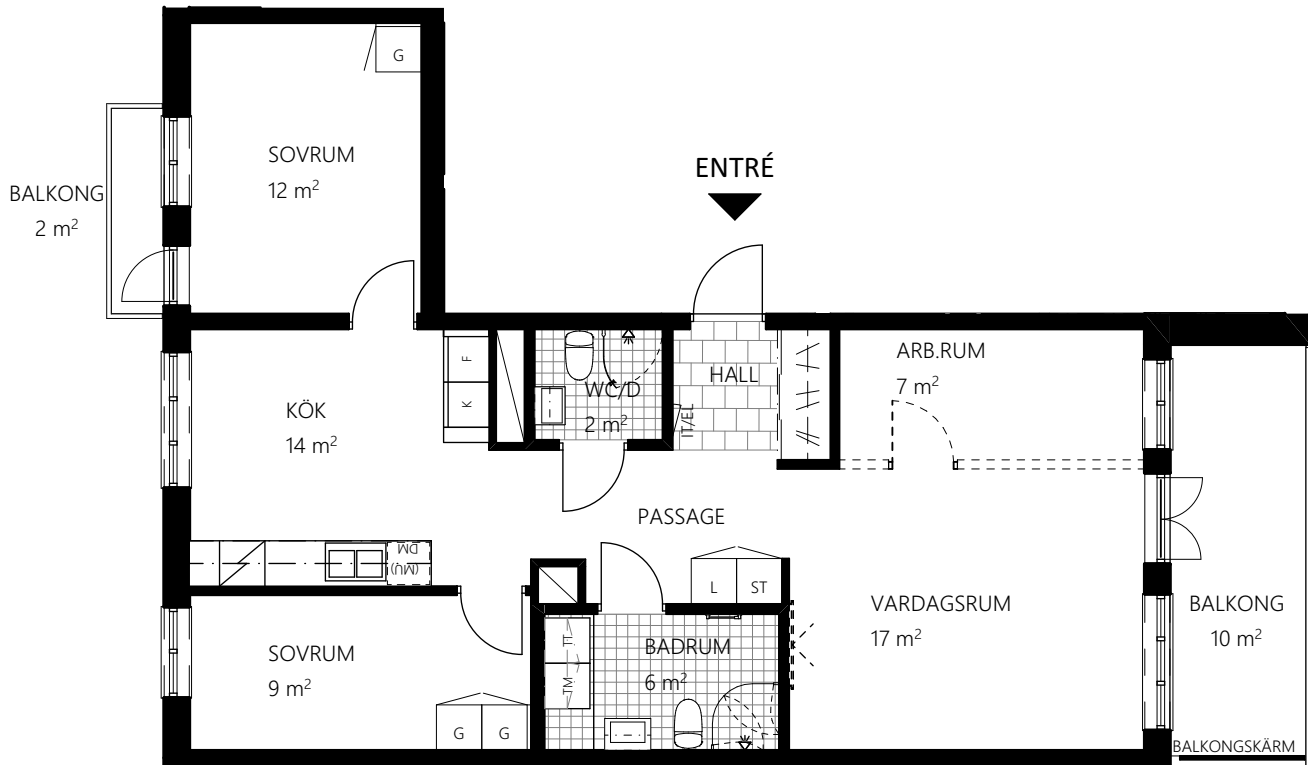 G
SOVRUM
12 m²
BALKONG
2 m²
ENTRÉ
KÖK
14 m²
F
K
WC/D
2 m²
IT/EL
HALL
ARB.RUM
7 m²
PASSAGE
DM
(MU)
L
ST
SOVRUM
9 m²
G
G
TT
TM
BADRUM
6 m²
VARDAGSRUM
17 m²
BALKONG
10 m²
BALKONGSKÄRM